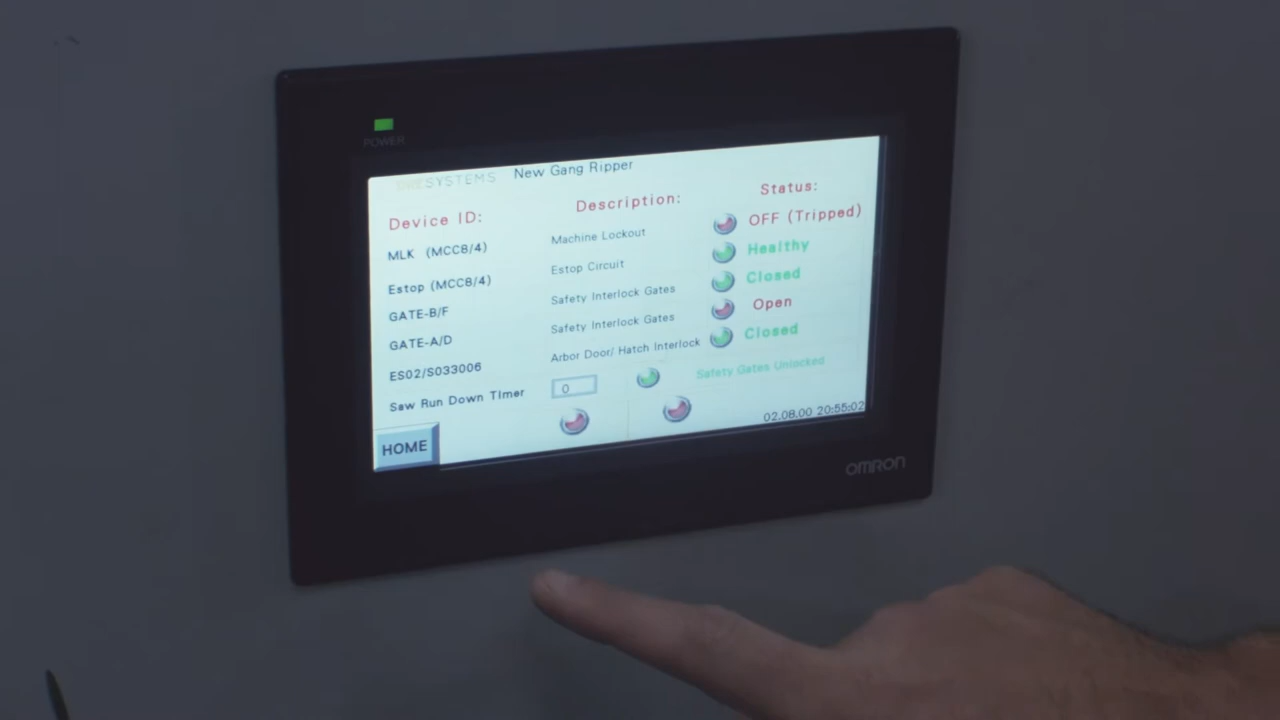 POWER
SYSTEMS New Gang Ripper
Device ID: Description: Status:
MLK (MCC8/4) Machine Lockout OFF (Tripped)
Estop (MCC8/4) Estop Circuit Healthy
GATE-B/F Safety Interlock Gates Closed
GATE-A/D Safety Interlock Gates Open
ES02/S033006 Arbor Door/ Hatch Interlock Closed
Saw Run Down Timer 0 Safety Gates Unlocked
HOME 02.08.00 20:55:02
OMRON